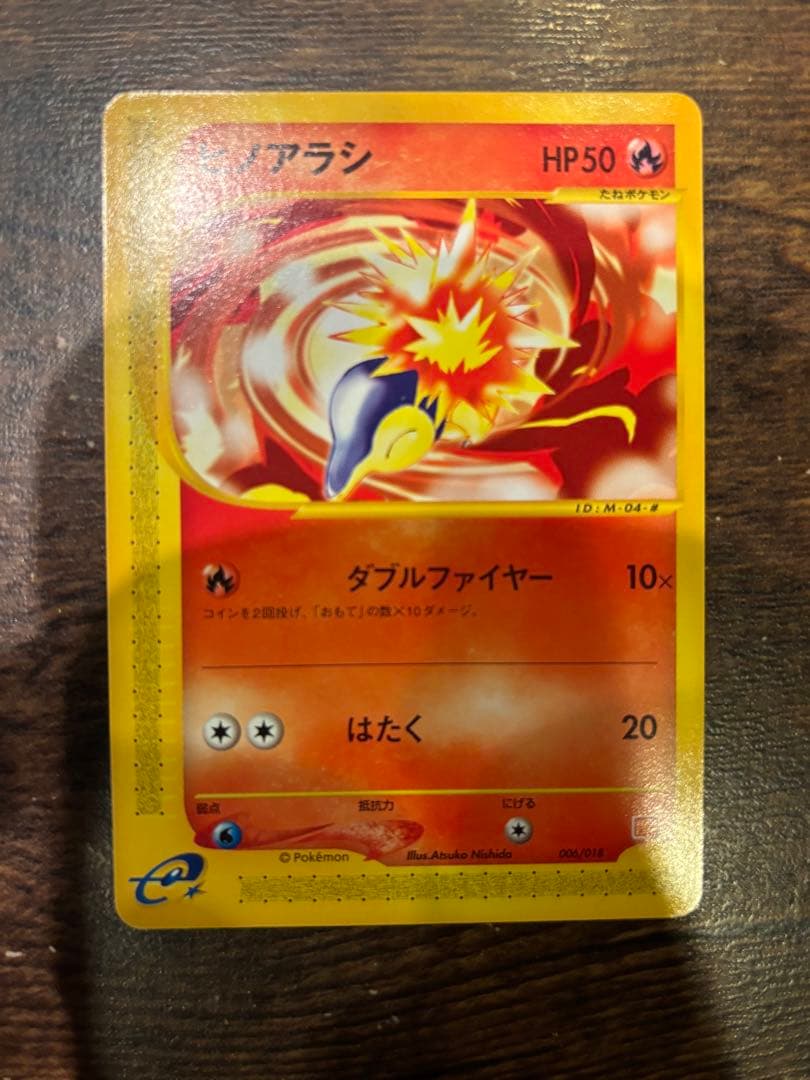 ヒノアラシ HP50
たねポケモン
ID:M-04-#
ダブルファイヤー 10×
コインを2回投げ、「おもて」の数×10ダメージ。
はたく 20
弱点 抵抗力 にげる
© Pokémon Illus.Atsuko Nishida 006/018
e